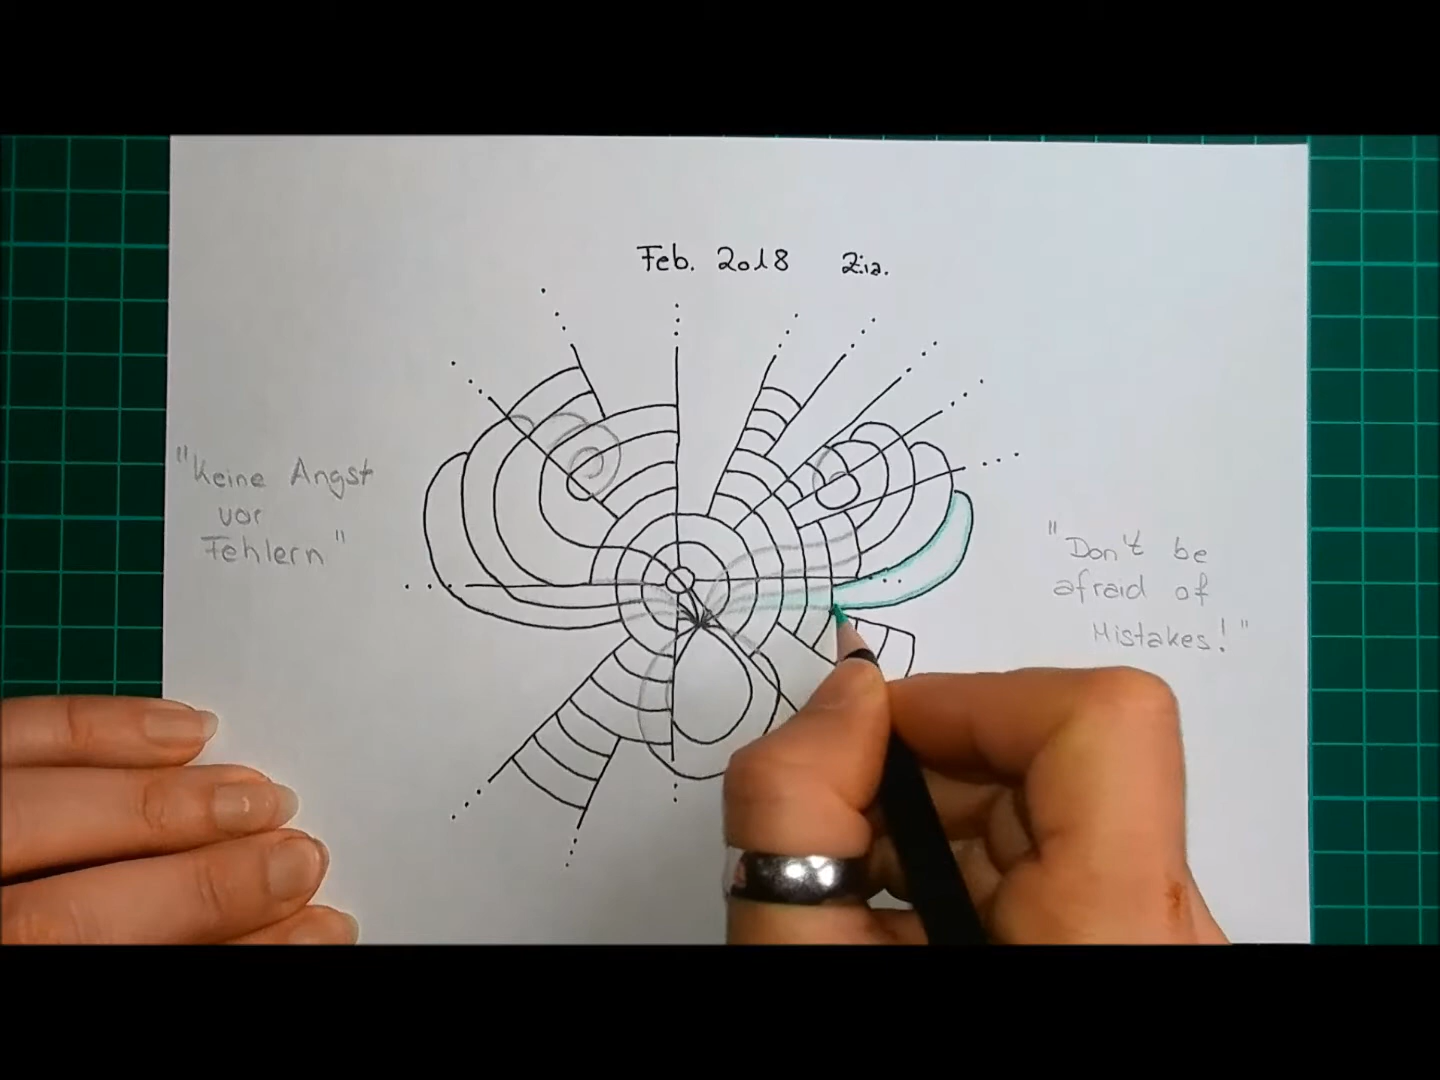 Feb. 2018 Zia.
"Keine Angst
vor
Fehlern"
"Don't be
afraid of
Mistakes!"